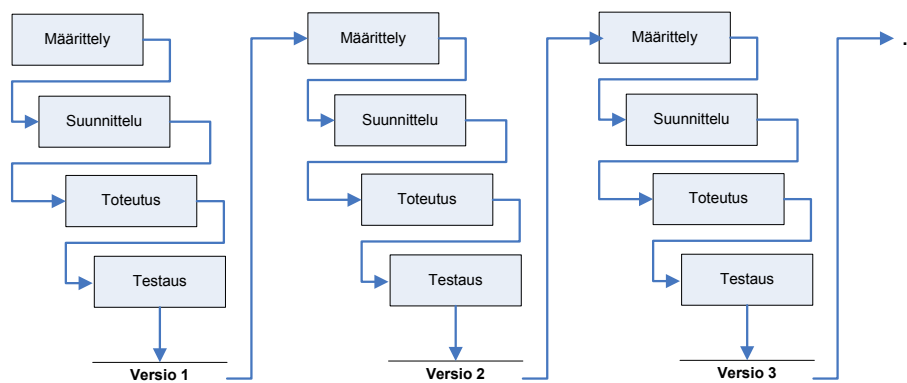 Määrittely
Suunnittelu
Toteutus
Testaus
Versio 1
Määrittely
Suunnittelu
Toteutus
Testaus
Versio 2
Määrittely
Suunnittelu
Toteutus
Testaus
Versio 3
.